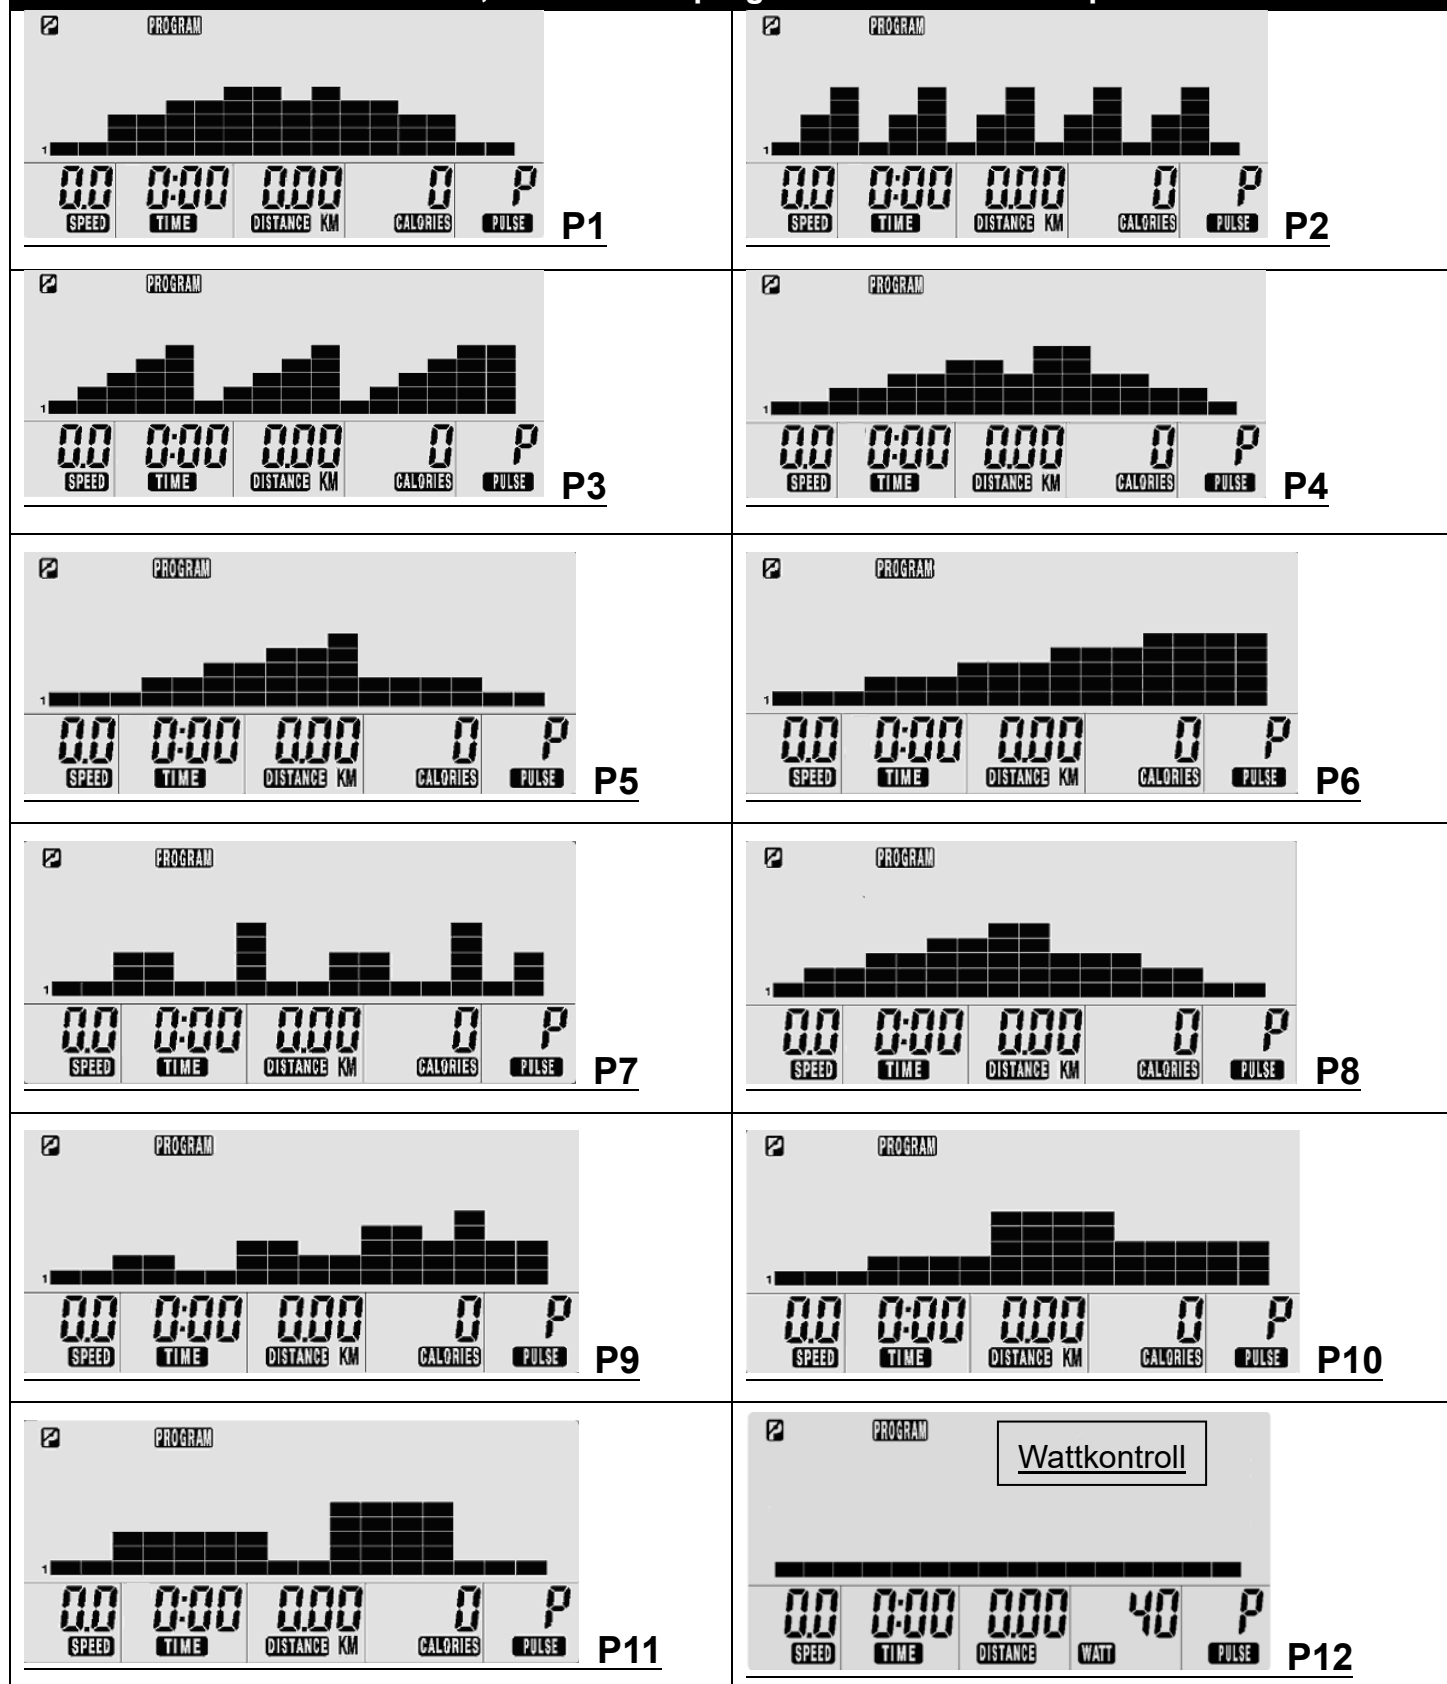 PROGRAM
1
0.0 0:00 0.00 0 P
SPEED TIME DISTANCE KM CALORIES PULSE
P1
PROGRAM
1
0.0 0:00 0.00 0 P
SPEED TIME DISTANCE KM CALORIES PULSE
P2
PROGRAM
1
0.0 0:00 0.00 0 P
SPEED TIME DISTANCE KM CALORIES PULSE
P3
PROGRAM
1
0.0 0:00 0.00 0 P
SPEED TIME DISTANCE KM CALORIES PULSE
P4
PROGRAM
1
0.0 0:00 0.00 0 P
SPEED TIME DISTANCE KM CALORIES PULSE
P5
PROGRAM
1
0.0 0:00 0.00 0 P
SPEED TIME DISTANCE KM CALORIES PULSE
P6
PROGRAM
1
0.0 0:00 0.00 0 P
SPEED TIME DISTANCE KM CALORIES PULSE
P7
PROGRAM
1
0.0 0:00 0.00 0 P
SPEED TIME DISTANCE KM CALORIES PULSE
P8
PROGRAM
1
0.0 0:00 0.00 0 P
SPEED TIME DISTANCE KM CALORIES PULSE
P9
PROGRAM
1
0.0 0:00 0.00 0 P
SPEED TIME DISTANCE KM CALORIES PULSE
P10
PROGRAM
1
0.0 0:00 0.00 0 P
SPEED TIME DISTANCE KM CALORIES PULSE
P11
PROGRAM
Wattkontroll
0.0 0:00 0.00 40 P
SPEED TIME DISTANCE WATT PULSE
P12